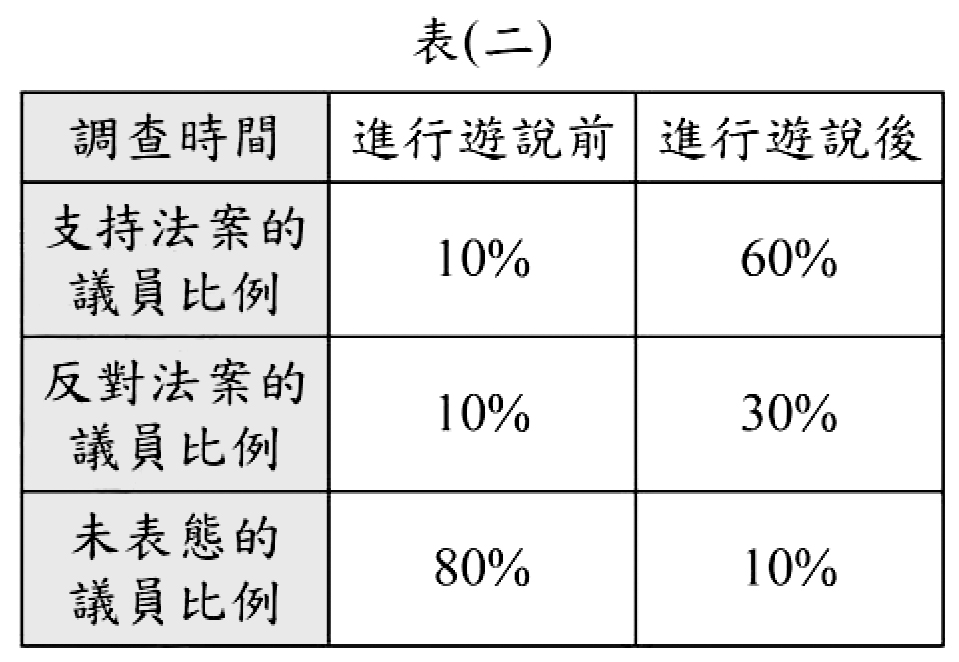 表(二)
調查時間 進行遊說前 進行遊說後
支持法案的
議員比例 10% 60%
反對法案的
議員比例 10% 30%
未表態的
議員比例 80% 10%